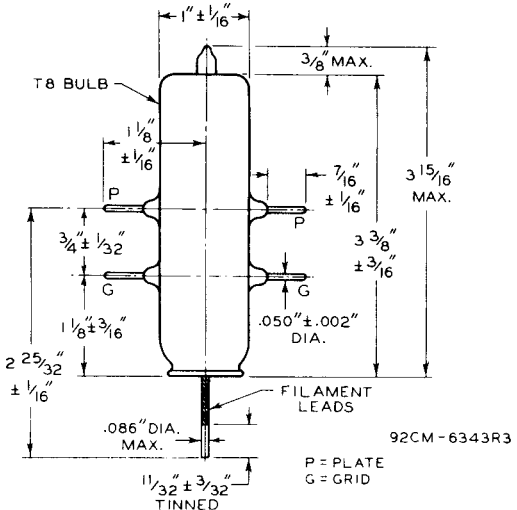 1" ± 1/16"
3/8" MAX.
T8 BULB
1 1/8"
± 1/16"
7/16"
± 1/16"
3 15/16"
MAX.
P
P
3/4" ± 1/32"
3 3/8"
± 3/16"
G
G
1 1/8" ± 3/16"
.050" ± .002"
DIA.
2 25/32"
± 1/16"
FILAMENT
LEADS
.086" DIA.
MAX.
92CM-6343R3
P = PLATE
G = GRID
11/32" ± 3/32"
TINNED